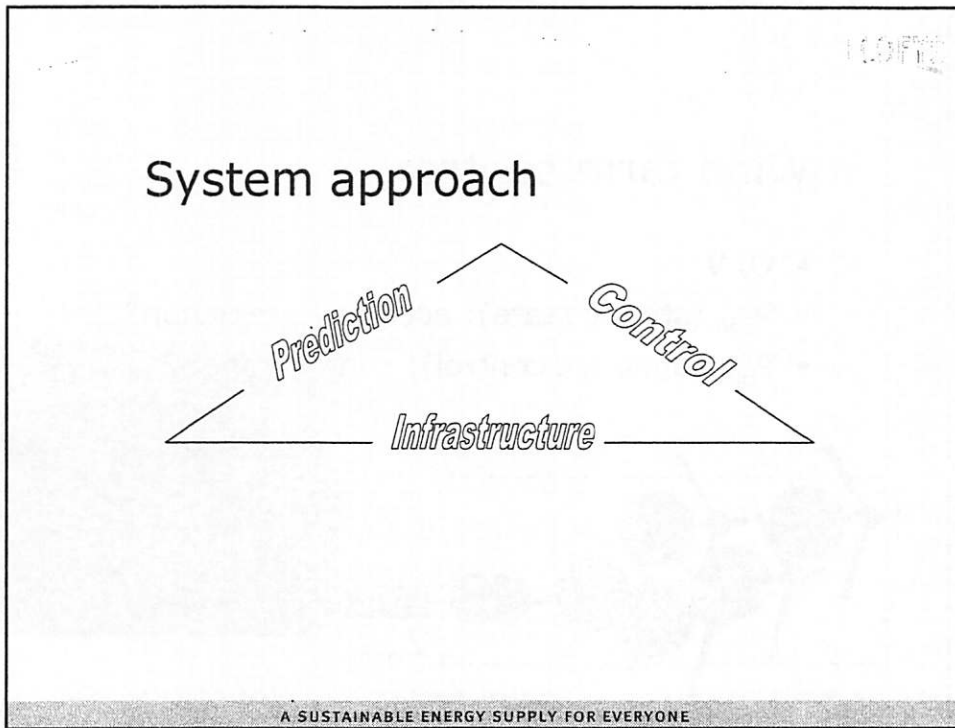 System approach
Prediction
Control
Infrastructure
A SUSTAINABLE ENERGY SUPPLY FOR EVERYONE